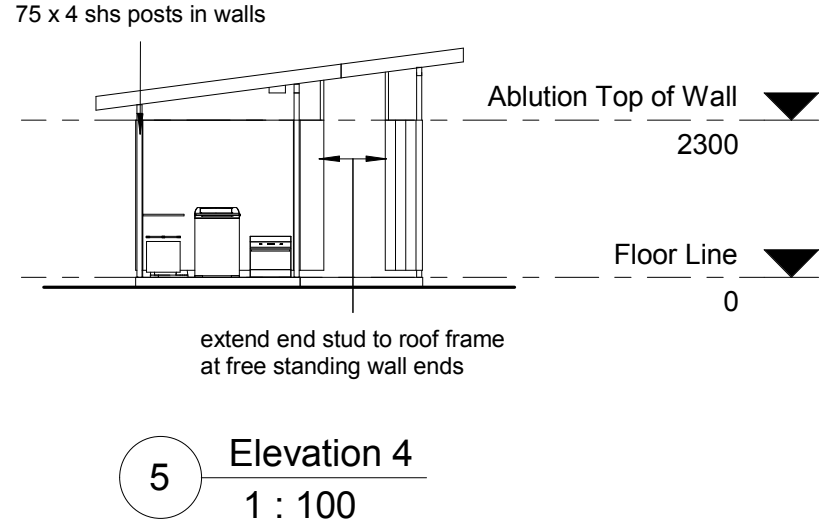 75 x 4 shs posts in walls
Ablution Top of Wall
2300
Floor Line
0
extend end stud to roof frame
at free standing wall ends
5
Elevation 4
1 : 100